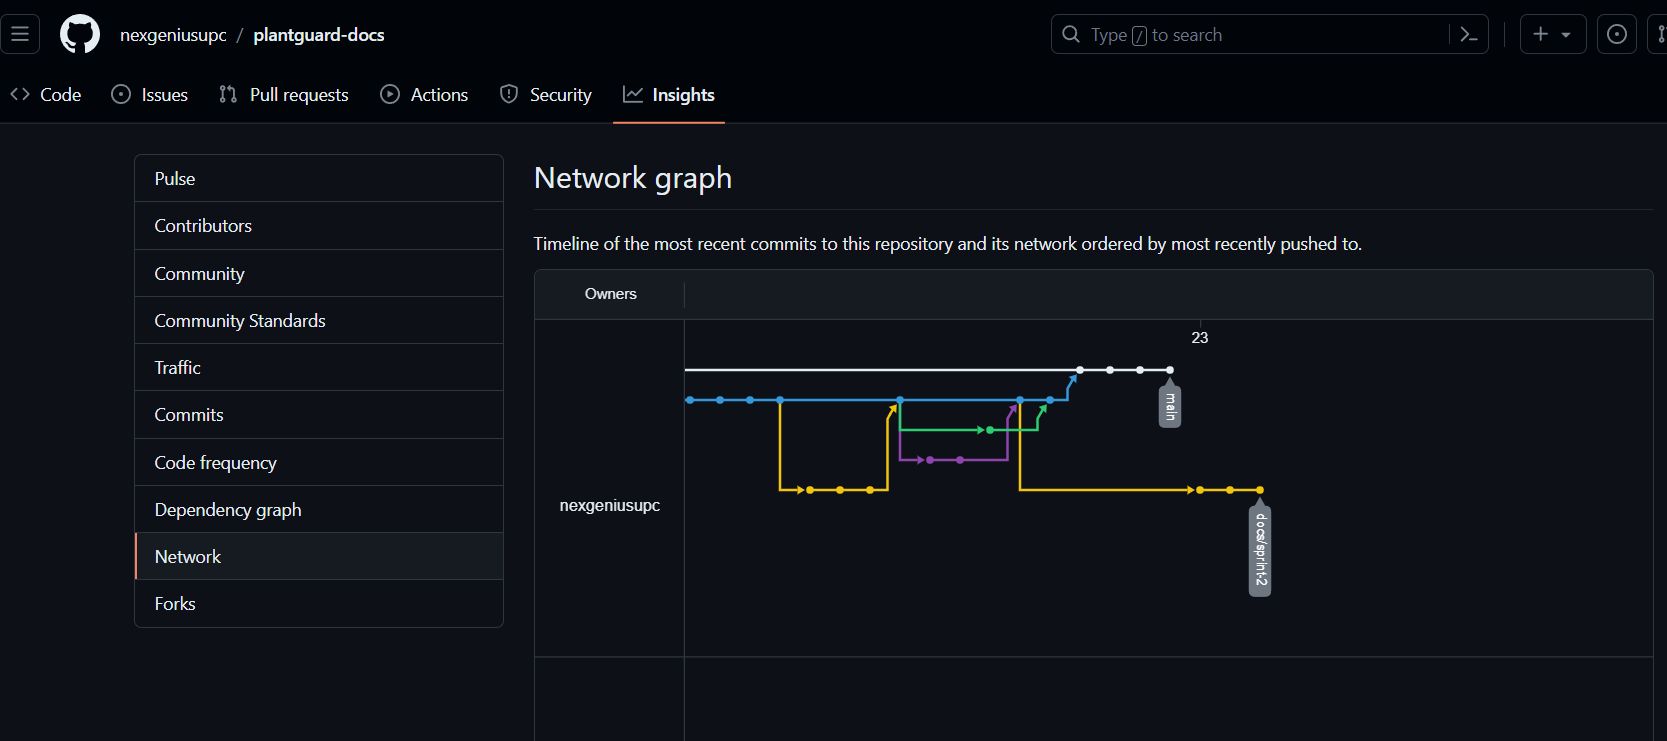 nexgeniusupc / plantguard-docs
Type / to search
Code
Issues
Pull requests
Actions
Security
Insights
Pulse
Contributors
Community
Community Standards
Traffic
Commits
Code frequency
Dependency graph
Network
Forks
Network graph
Timeline of the most recent commits to this repository and its network ordered by most recently pushed to.
Owners
23
main
nexgeniusupc
docs/sprint-2